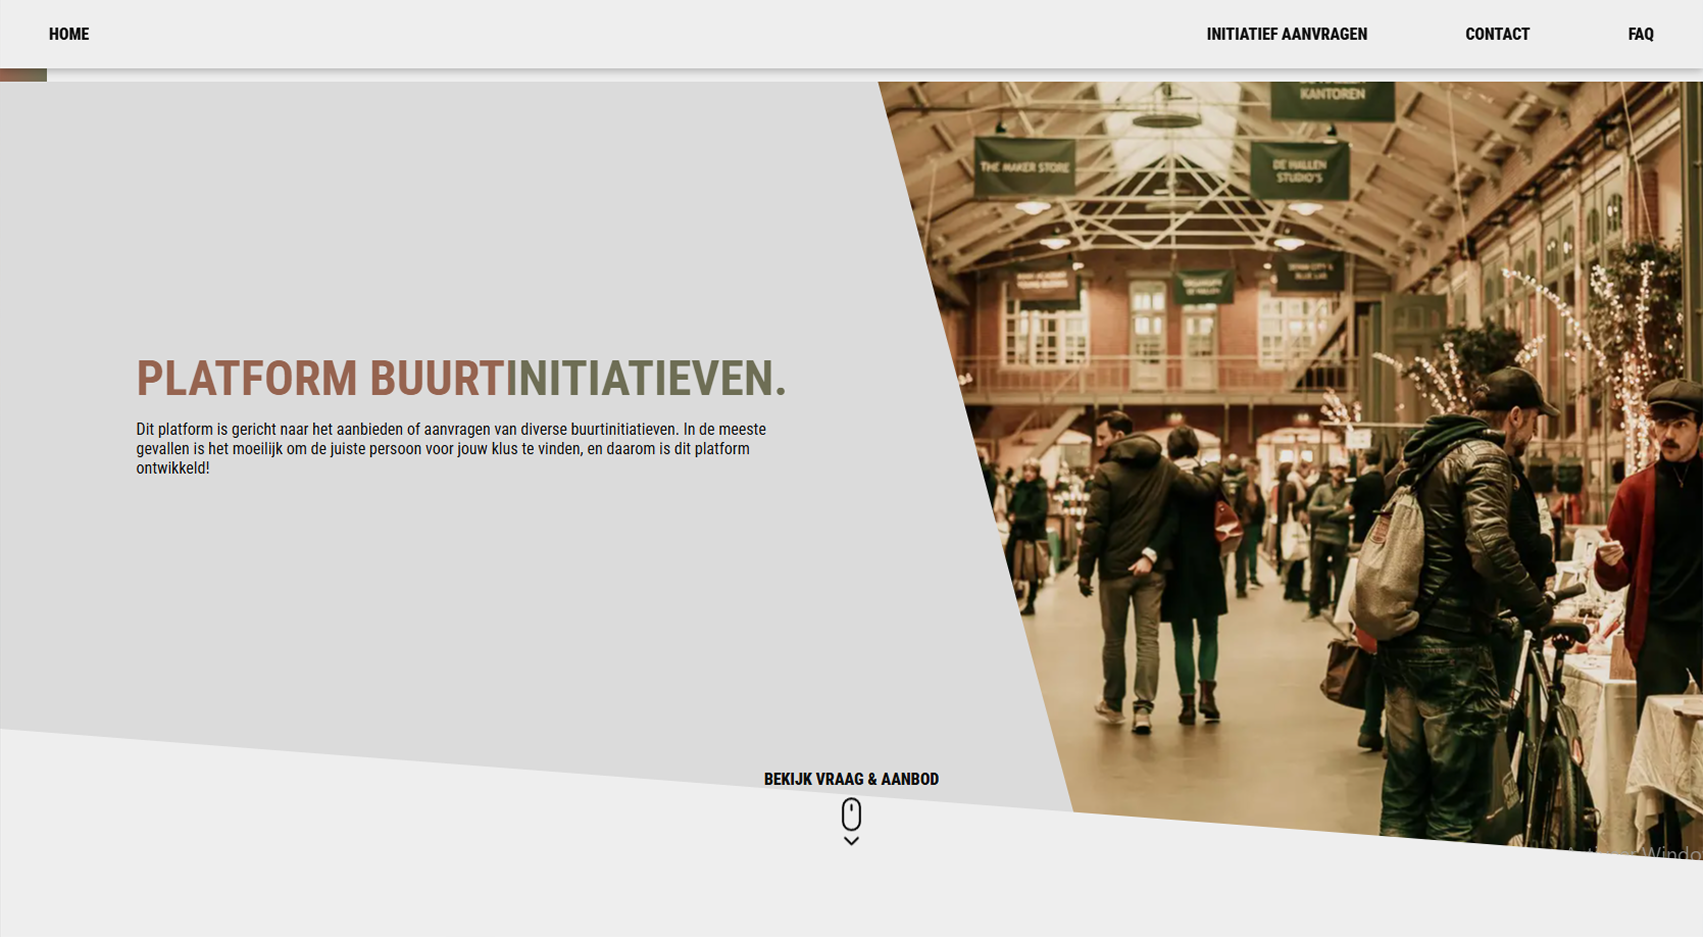 HOME
INITIATIEF AANVRAGEN
CONTACT
FAQ
KANTOREN
THE MAKER STORE
DE HALLEN
STUDIO'S
PLATFORM BUURTINITIATIEVEN.
Dit platform is gericht naar het aanbieden of aanvragen van diverse buurtinitiatieven. In de meeste
gevallen is het moeilijk om de juiste persoon voor jouw klus te vinden, en daarom is dit platform
ontwikkeld!
BEKIJK VRAAG & AANBOD